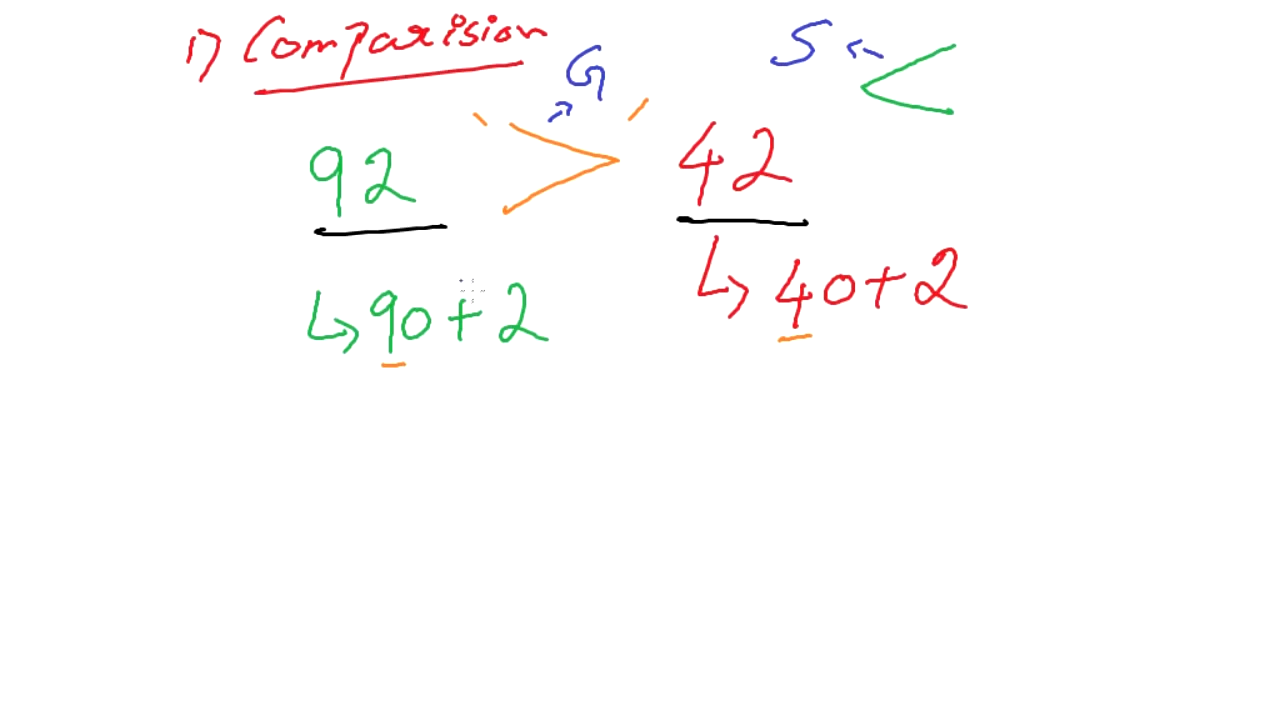 1) Comparision
G
S <
92 > 42
↳ 90+2
↳ 40+2